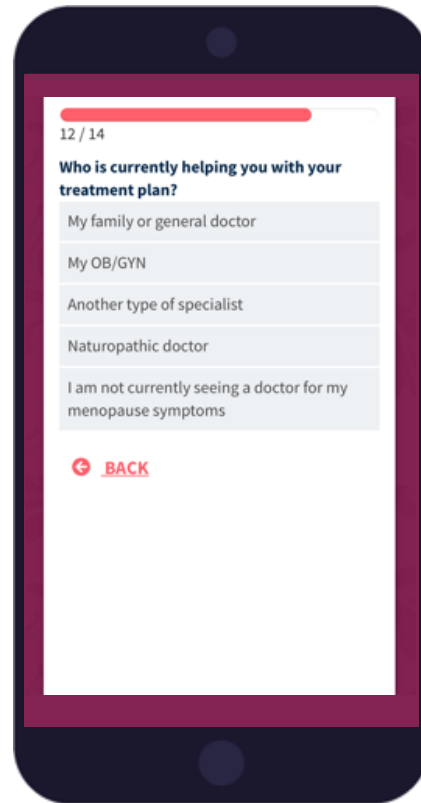 12 / 14
Who is currently helping you with your
treatment plan?
My family or general doctor
My OB/GYN
Another type of specialist
Naturopathic doctor
I am not currently seeing a doctor for my
menopause symptoms
BACK